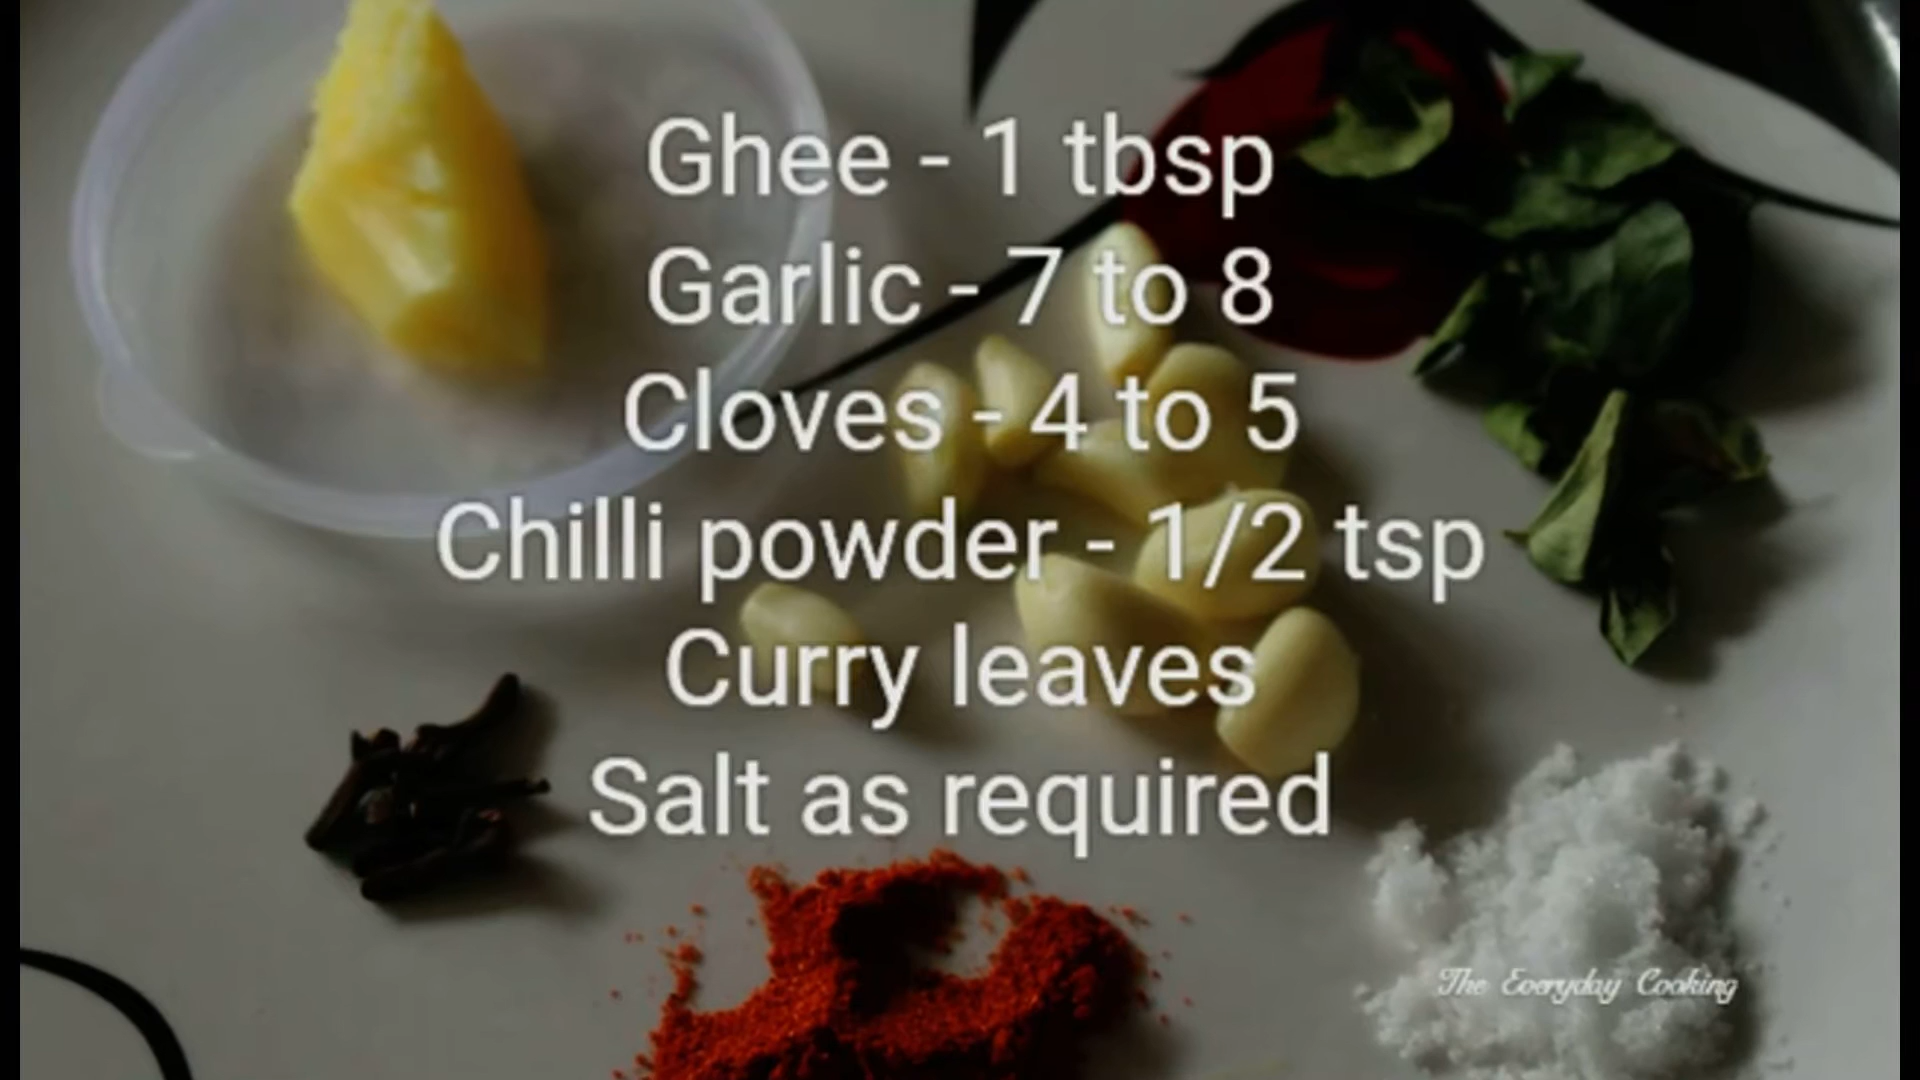 Ghee - 1 tbsp
Garlic - 7 to 8
Cloves - 4 to 5
Chilli powder - 1/2 tsp
Curry leaves
Salt as required
The Everyday Cooking